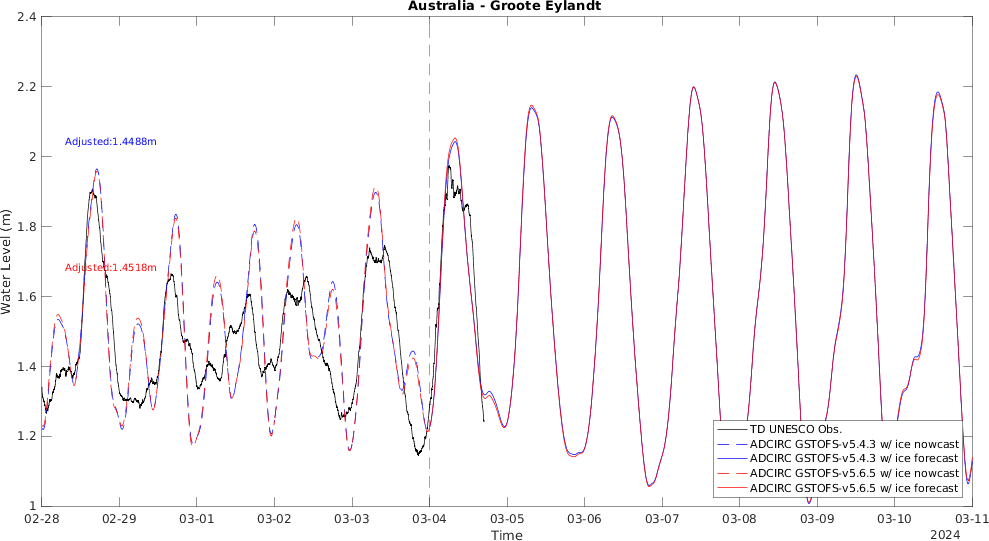 Australia - Groote Eylandt
2.4
2.2
2
1.8
1.6
1.4
1.2
1
Water Level (m)
Adjusted:1.4488m
Adjusted:1.4518m
TD UNESCO Obs.
ADCIRC GSTOFS-v5.4.3 w/ ice nowcast
ADCIRC GSTOFS-v5.4.3 w/ ice forecast
ADCIRC GSTOFS-v5.6.5 w/ ice nowcast
ADCIRC GSTOFS-v5.6.5 w/ ice forecast
02-28 02-29 03-01 03-02 03-03 03-04 03-05 03-06 03-07 03-08 03-09 03-10 03-11
Time
2024